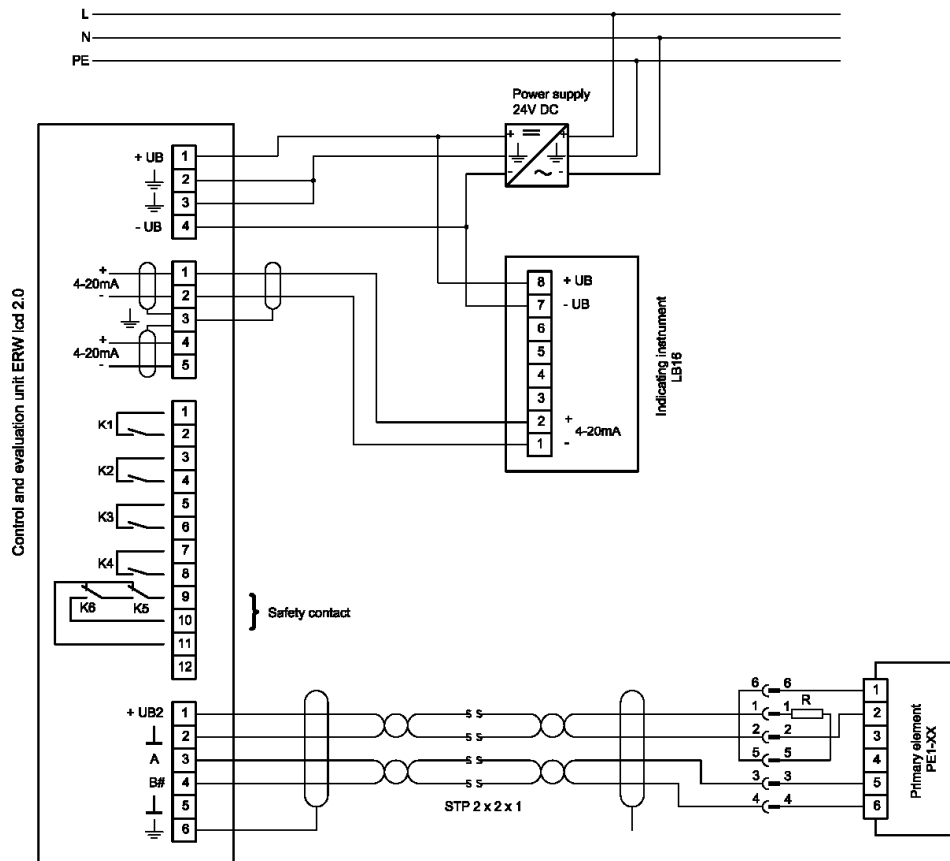 L
N
PE
Power supply
24V DC
+
+
-
~
-
+ UB
1
2
3
- UB
4
+
4-20mA
-
1
2
3
+
4-20mA
-
4
5
8
+ UB
7
- UB
6
5
4
3
2
+
4-20mA
1
-
Indicating instrument
LB16
Control and evaluation unit ERW lcd 2.0
K1
1
2
K2
3
4
K3
5
6
K4
7
8
K6
K5
9
10
11
12
Safety contact
+ UB2
1
2
A
3
B#
4
5
6
S S
S S
STP 2 x 2 x 1
6
6
1
1
R
2
2
5
5
3
3
4
4
1
2
3
4
5
6
Primary element
PE1-XX